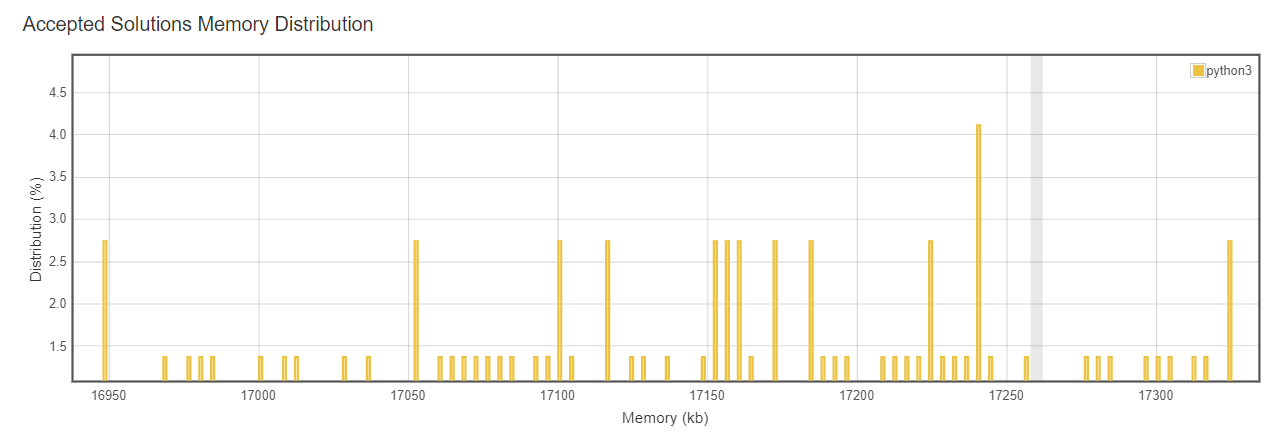 Accepted Solutions Memory Distribution
python3
Distribution (%)
4.5
4.0
3.5
3.0
2.5
2.0
1.5
16950 17000 17050 17100 17150 17200 17250 17300
Memory (kb)